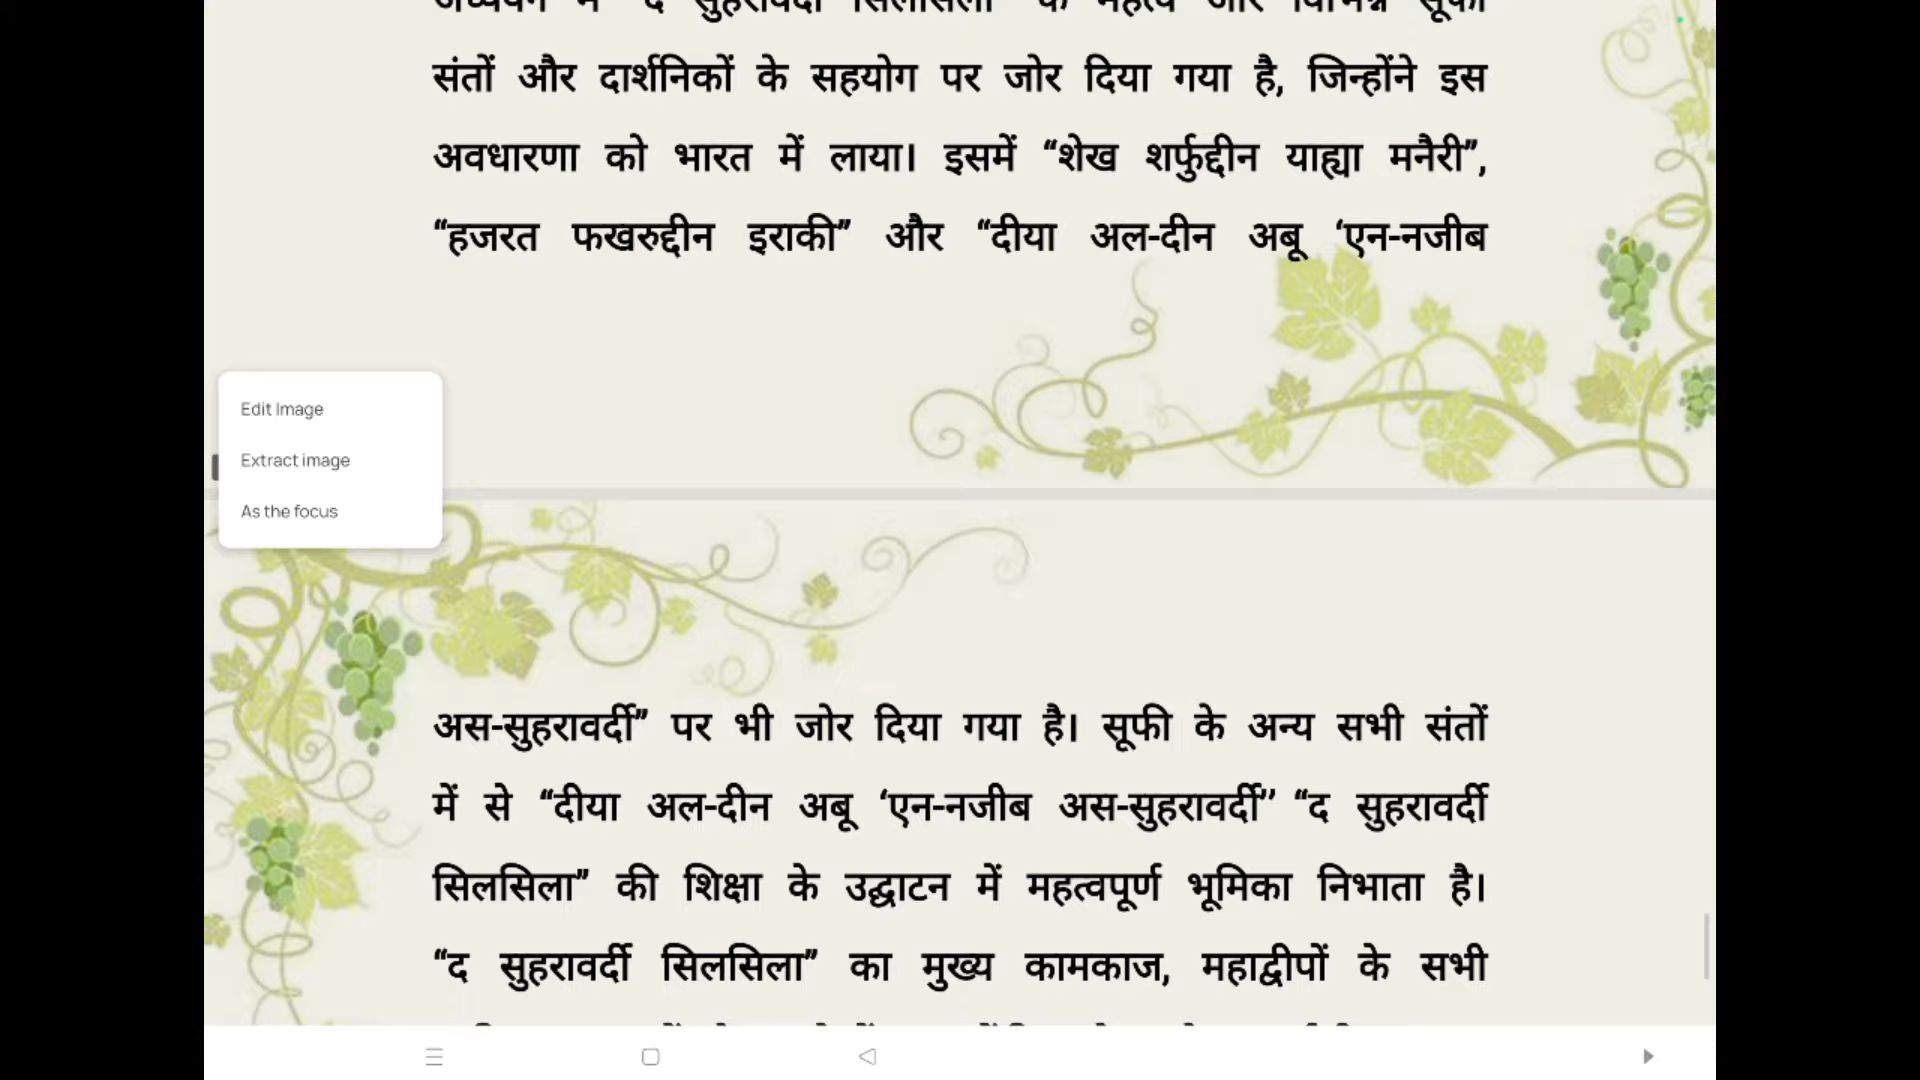 संतों और दार्शनिकों के सहयोग पर जोर दिया गया है, जिन्होंने इस
अवधारणा को भारत में लाया। इसमें “शेख शर्फुद्दीन याह्या मनैरी”,
“हजरत फखरुद्दीन इराकी” और “दीया अल-दीन अबू ‘एन-नजीब
Edit Image
Extract image
As the focus
अस-सुहरावर्दी” पर भी जोर दिया गया है। सूफी के अन्य सभी संतों
में से “दीया अल-दीन अबू ‘एन-नजीब अस-सुहरावर्दी’’ “द सुहरावर्दी
सिलसिला” की शिक्षा के उद्घाटन में महत्वपूर्ण भूमिका निभाता है।
“द सुहरावर्दी सिलसिला” का मुख्य कामकाज, महाद्वीपों के सभी